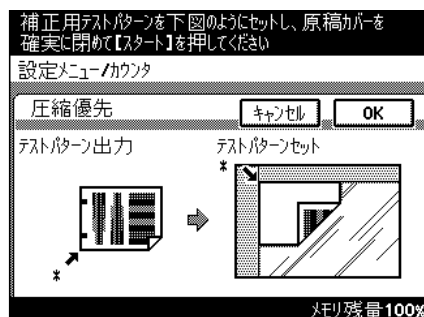 補正用テストパターンを下図のようにセットし、原稿カバーを
確実に閉めて【スタート】を押してください
設定メニュー/カウンタ
圧縮優先
キャンセル
OK
テストパターン出力
テストパターンセット
*
*
メモリ残量100%